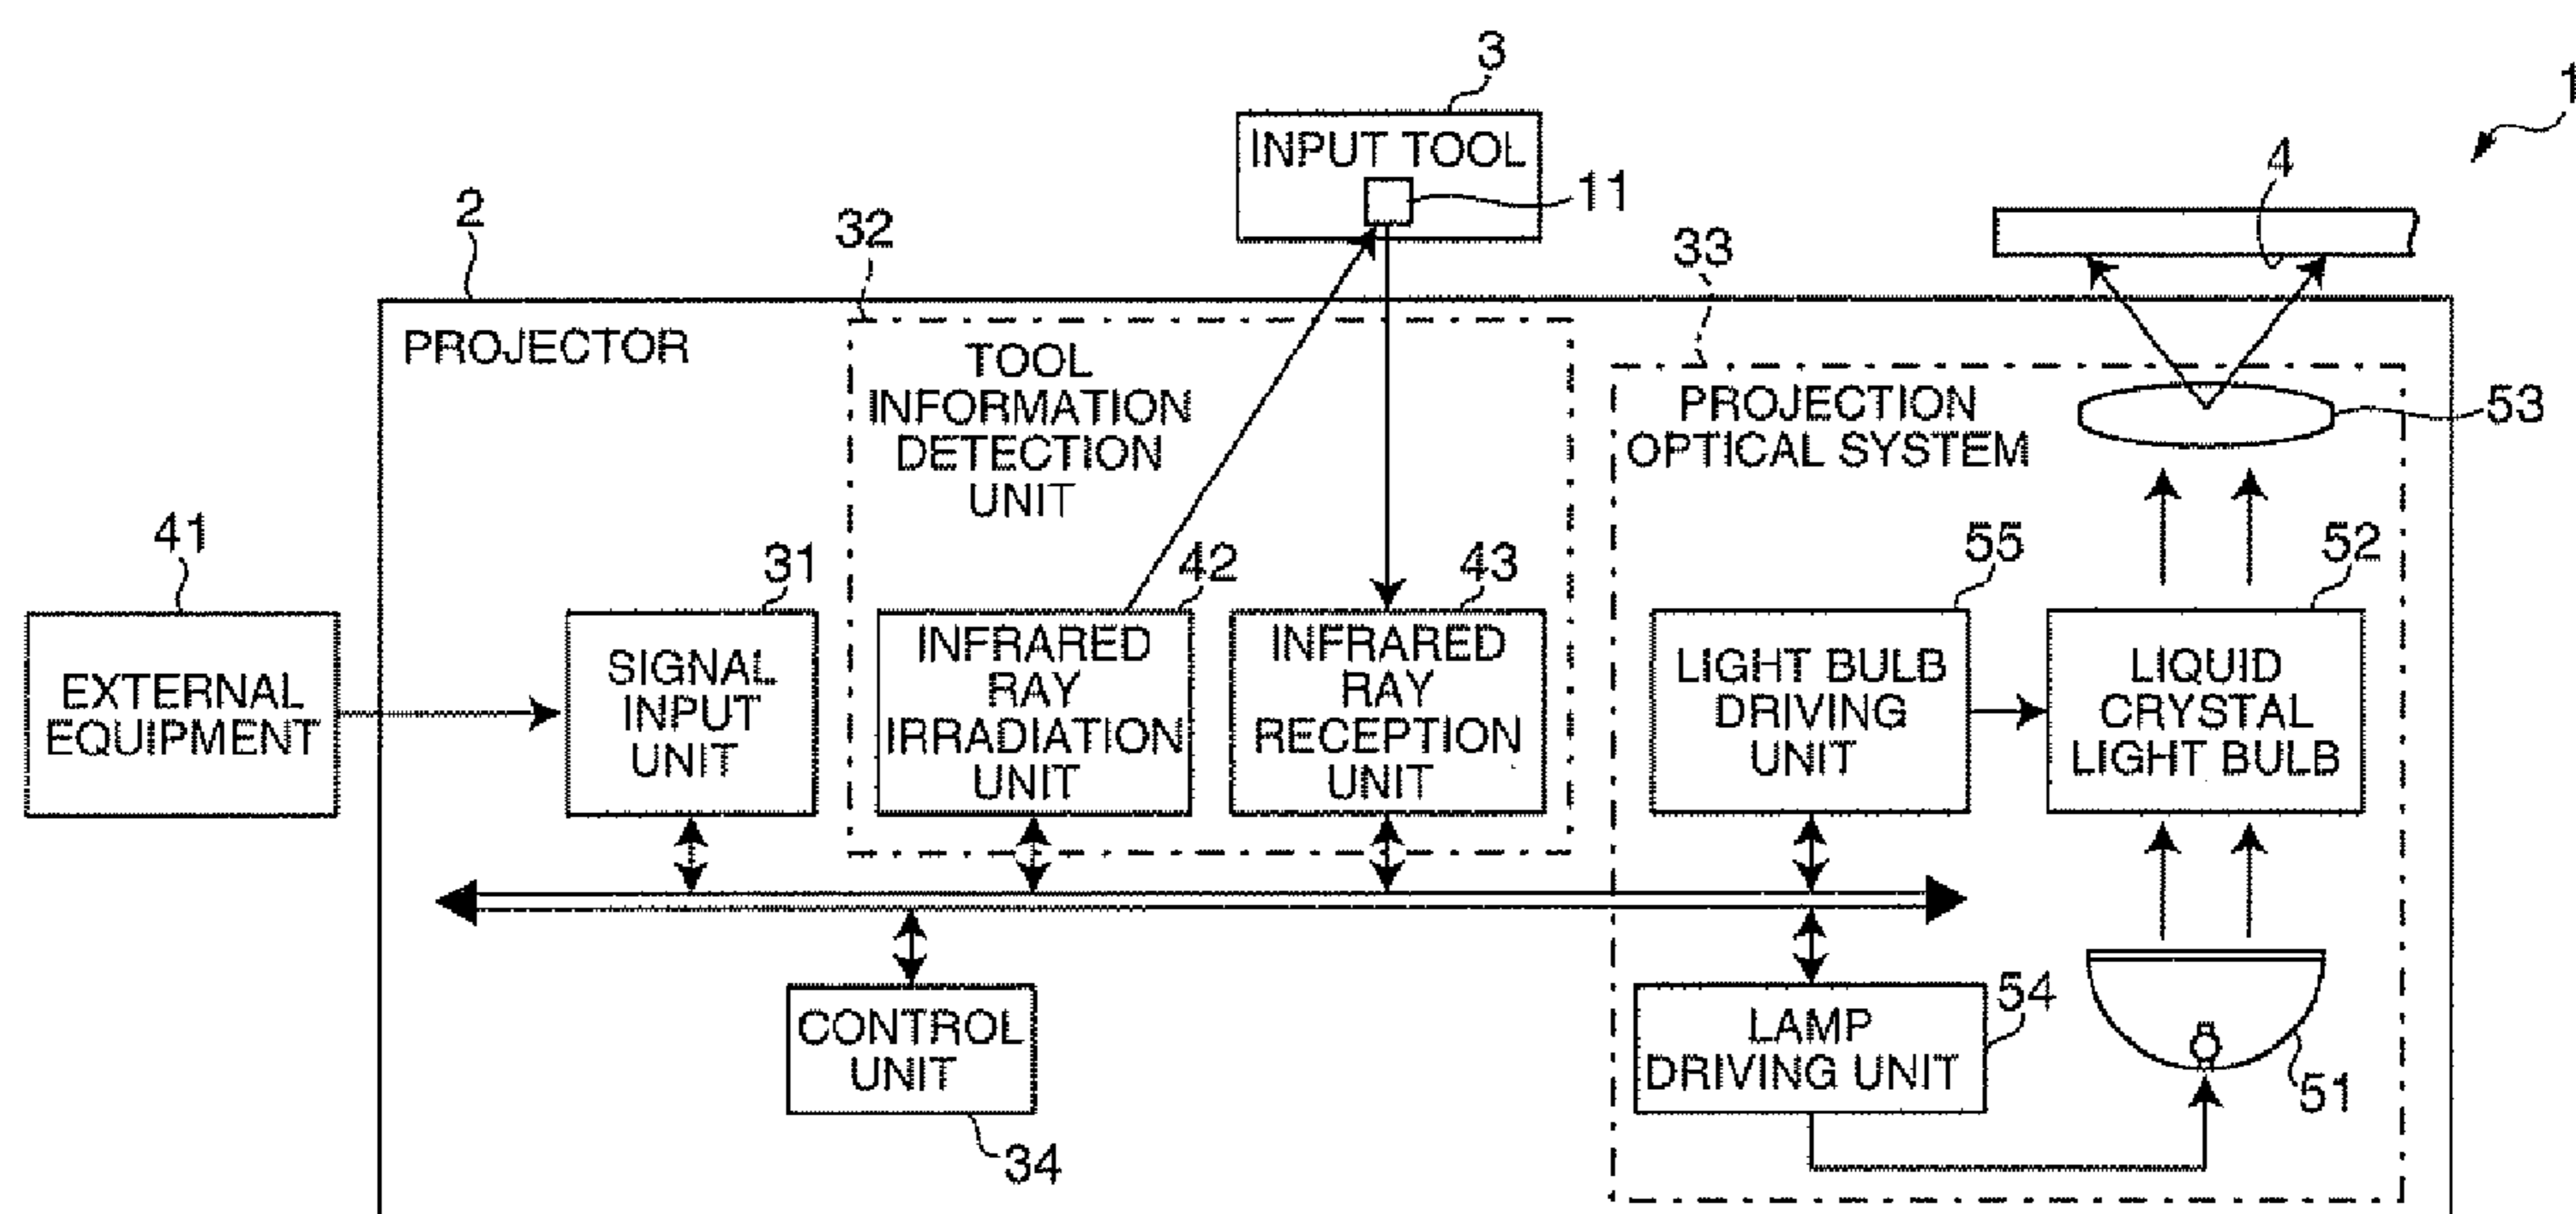 3
1
INPUT TOOL
11
4
2
32
33
PROJECTOR
TOOL
INFORMATION
DETECTION
UNIT
PROJECTION
OPTICAL SYSTEM
53
41
31
42
43
55
52
EXTERNAL
EQUIPMENT
SIGNAL
INPUT
UNIT
INFRARED
RAY
IRRADIATION
UNIT
INFRARED
RAY
RECEPTION
UNIT
LIGHT BULB
DRIVING
UNIT
LIQUID
CRYSTAL
LIGHT BULB
CONTROL
UNIT
34
LAMP
DRIVING UNIT
54
51